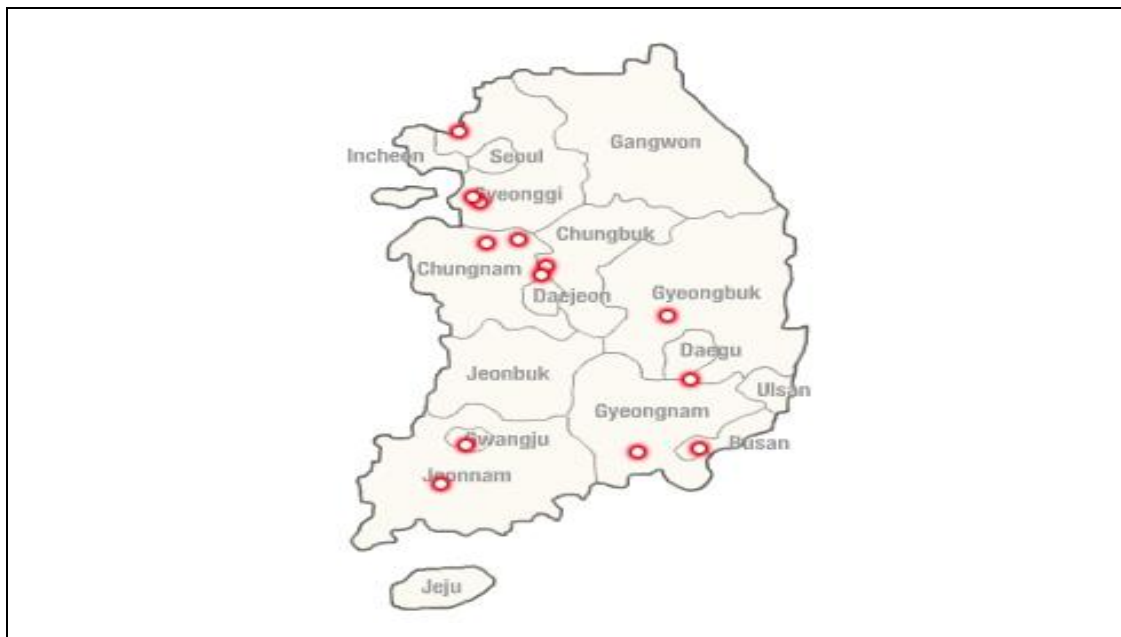 Gangwon
Incheon
Seoul
Gyeonggi
Chungbuk
Chungnam
Daejeon
Gyeongbuk
Daegu
Jeonbuk
Ulsan
Gyeongnam
Gwangju
Busan
Jeonnam
Jeju